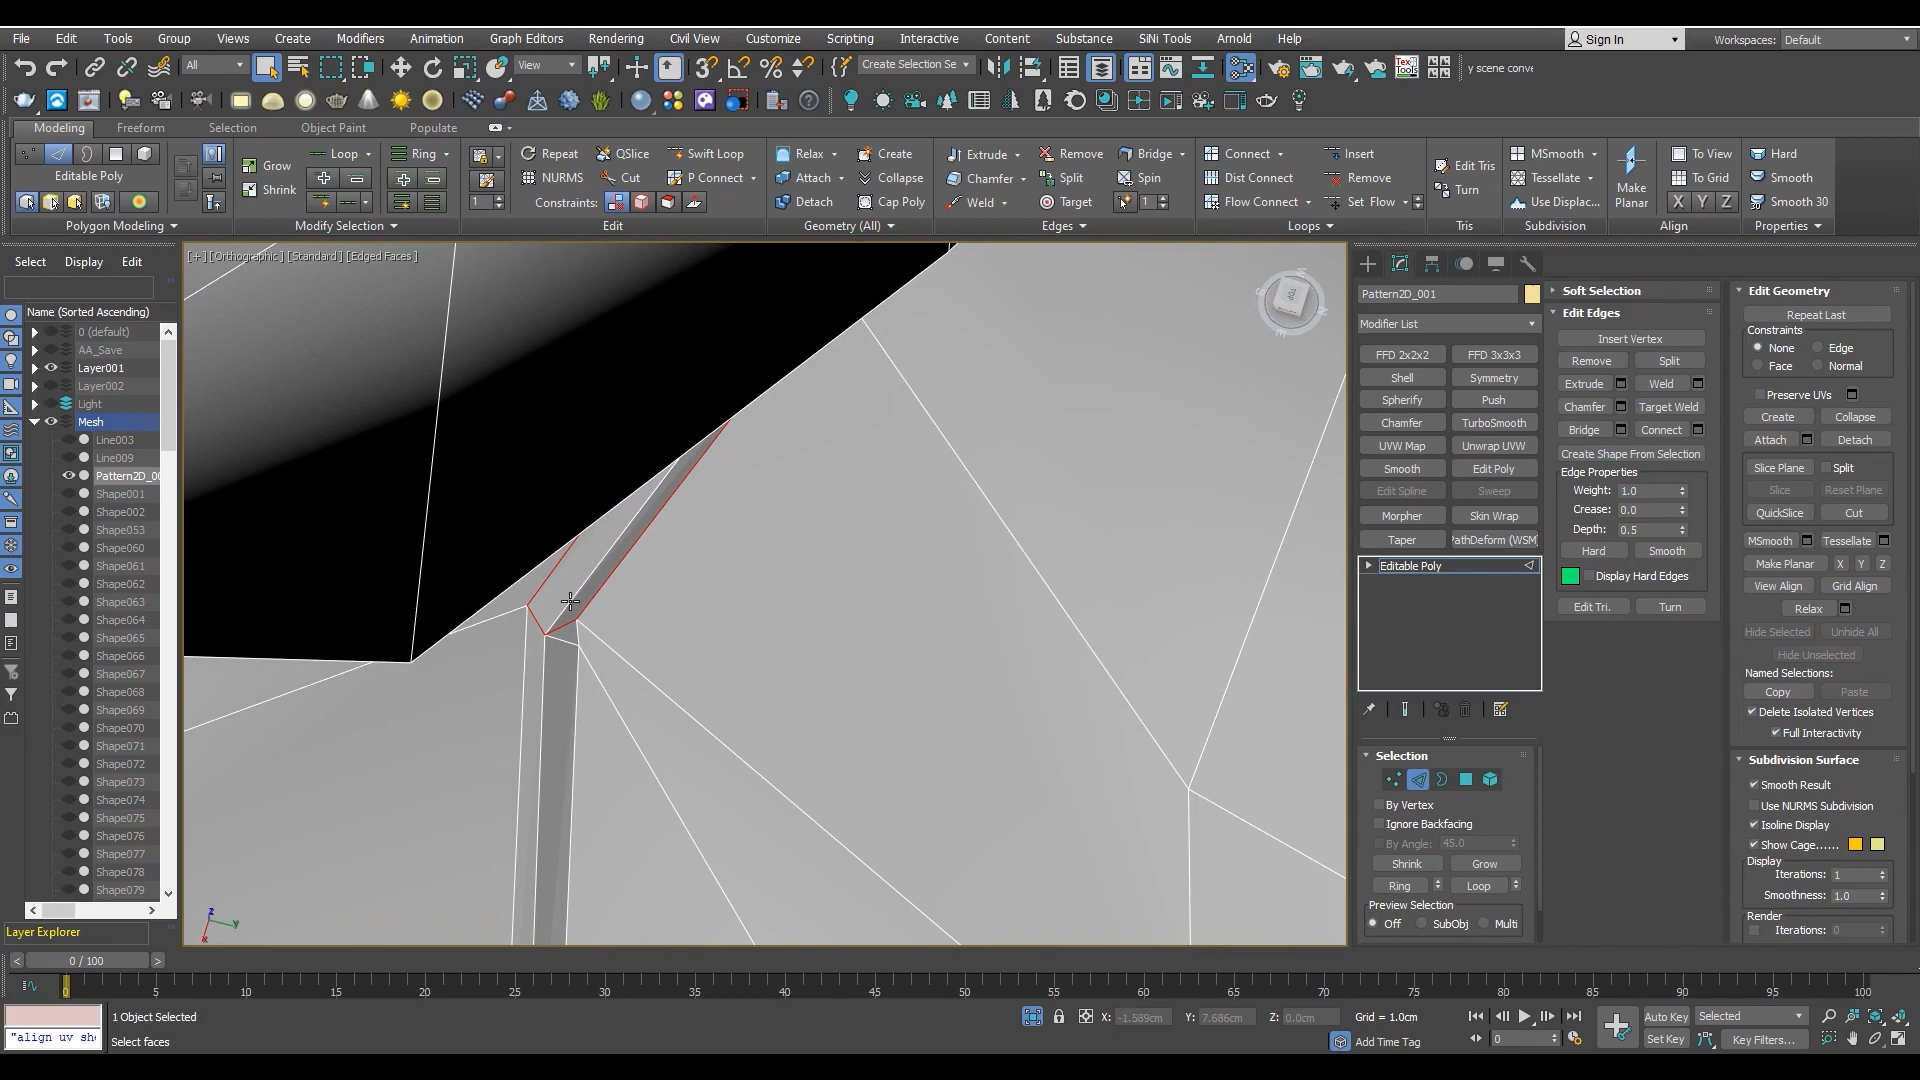 File Edit Tools Group Views Create Modifiers Animation Graph Editors Rendering Civil View Customize Scripting Interactive Content Substance SiNi Tools Arnold Help Sign In Workspaces: Default
All View Create Selection Se Tex Tools y scene conve
Modeling Freeform Selection Object Paint Populate
Grow Loop Ring Repeat QSlice Swift Loop Relax Create Extrude Remove Bridge Connect Insert Edit Tris MSmooth To View Hard
Editable Poly Shrink NURMS Cut P Connect Attach Collapse Chamfer Split Spin Dist Connect Remove Turn Tessellate Make Planar To Grid Smooth
1 Constraints: Detach Cap Poly Weld Target 1 Flow Connect Set Flow Use Displac... X Y Z Smooth 30
Polygon Modeling Modify Selection Edit Geometry (All) Edges Loops Tris Subdivision Align Properties
Select Display Edit
Name (Sorted Ascending)
0 (default)
AA_Save
Layer001
Layer002
Light
Mesh
Line003
Line009
Pattern2D_00
Shape001
Shape002
Shape053
Shape060
Shape061
Shape062
Shape063
Shape064
Shape065
Shape066
Shape067
Shape068
Shape069
Shape070
Shape071
Shape072
Shape073
Shape074
Shape075
Shape076
Shape077
Shape078
Shape079
Layer Explorer
[+] [Orthographic] [Standard] [Edged Faces]
TOP
z
y
x
Pattern2D_001
Modifier List
FFD 2x2x2 FFD 3x3x3
Shell Symmetry
Spherify Push
Chamfer TurboSmooth
UVW Map Unwrap UVW
Smooth Edit Poly
Edit Spline Sweep
Morpher Skin Wrap
Taper PathDeform (WSM)
Editable Poly
Selection
By Vertex
Ignore Backfacing
By Angle: 45.0
Shrink Grow
Ring Loop
Preview Selection
Off SubObj Multi
Soft Selection
Edit Edges
Insert Vertex
Remove Split
Extrude Weld
Chamfer Target Weld
Bridge Connect
Create Shape From Selection
Edge Properties
Weight: 1.0
Crease: 0.0
Depth: 0.5
Hard Smooth
Display Hard Edges
Edit Tri. Turn
Edit Geometry
Repeat Last
Constraints
None Edge
Face Normal
Preserve UVs
Create Collapse
Attach Detach
Slice Plane Split
Slice Reset Plane
QuickSlice Cut
MSmooth Tessellate
Make Planar X Y Z
View Align Grid Align
Relax
Hide Selected Unhide All
Hide Unselected
Named Selections:
Copy Paste
Delete Isolated Vertices
Full Interactivity
Subdivision Surface
Smooth Result
Use NURMS Subdivision
Isoline Display
Show Cage......
Display
Iterations: 1
Smoothness: 1.0
Render
Iterations: 0
< 0 / 100 >
0 5 10 15 20 25 30 35 40 45 50 55 60 65 70 75 80 85 90 95 100
1 Object Selected X: -1.589cm Y: 7.686cm Z: 0.0cm Grid = 1.0cm Auto Key Selected
"align uv she Select faces Add Time Tag 0 Set Key Key Filters...